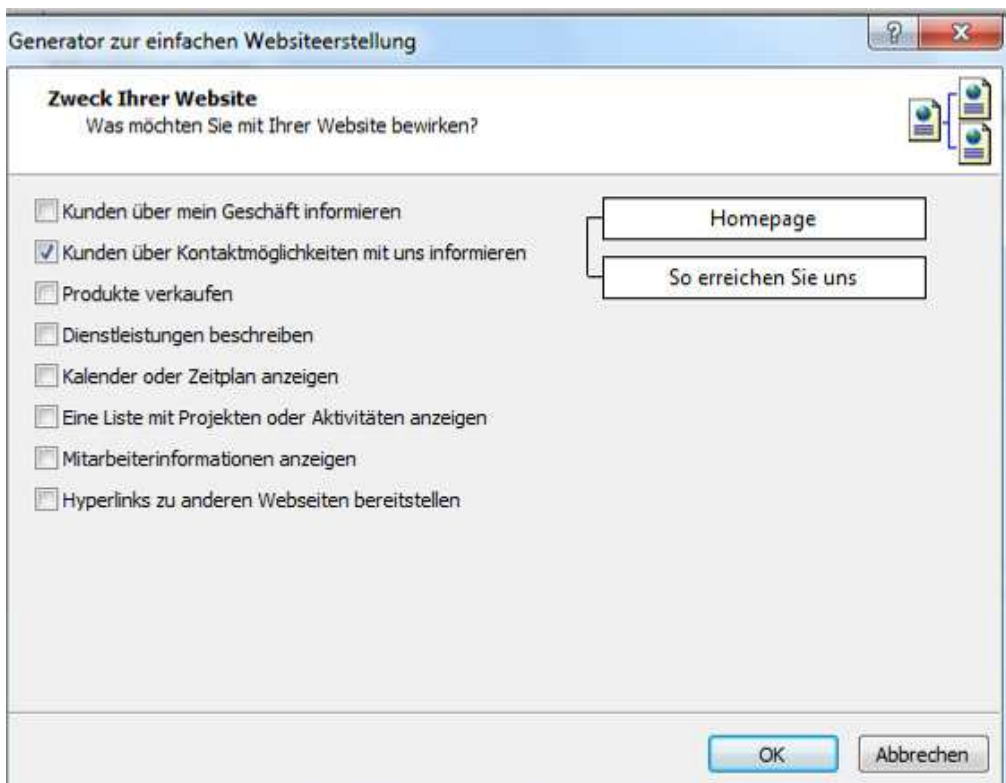 Generator zur einfachen Websiteerstellung
Zweck Ihrer Website
Was möchten Sie mit Ihrer Website bewirken?
Kunden über mein Geschäft informieren
Kunden über Kontaktmöglichkeiten mit uns informieren
Produkte verkaufen
Dienstleistungen beschreiben
Kalender oder Zeitplan anzeigen
Eine Liste mit Projekten oder Aktivitäten anzeigen
Mitarbeiterinformationen anzeigen
Hyperlinks zu anderen Webseiten bereitstellen
Homepage
So erreichen Sie uns
OK
Abbrechen